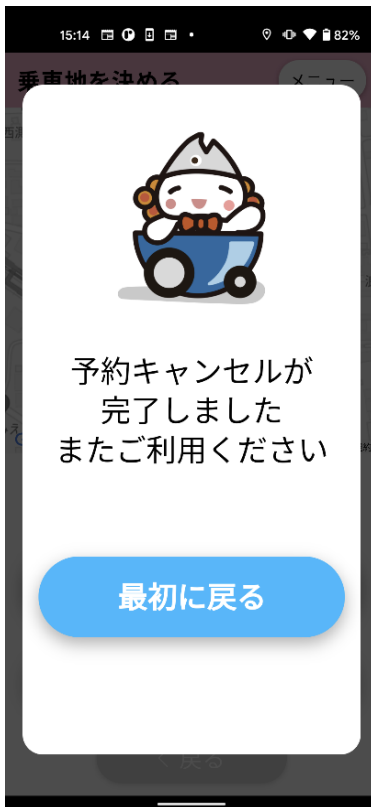 15:14
82%
乗車地を決める
メニュー
予約キャンセルが
完了しました
またご利用ください
最初に戻る
< 戻る